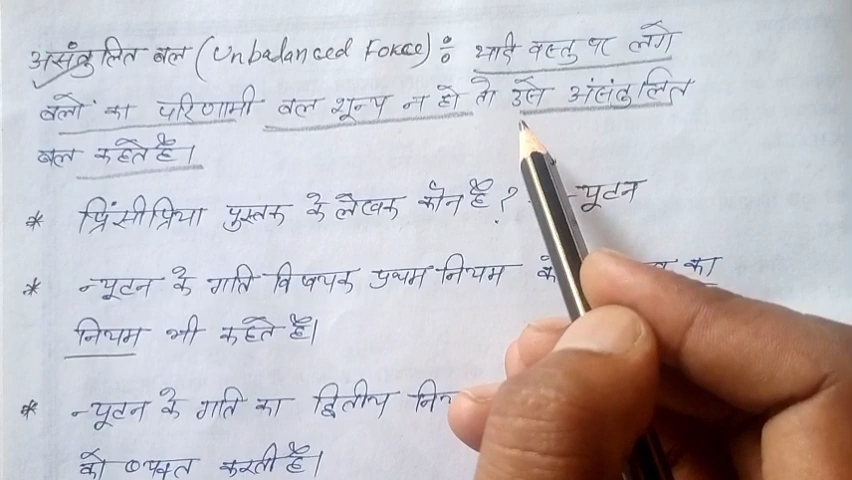 असंतुलित बल (Unbadanced Force) ÷ यदि वस्तु पर लगे
बलों का परिणामी बल शून्य न हो तो उसे असंतुलित
बल कहते है।
* प्रिंसीप्रिया पुस्तक के लेखक कौन है? - न्यूटन
* न्यूटन के गति विषयक प्रथम नियम का
नियम भी कहते है।
* न्यूटन के गति का द्वितीय
को व्यक्त करती है।